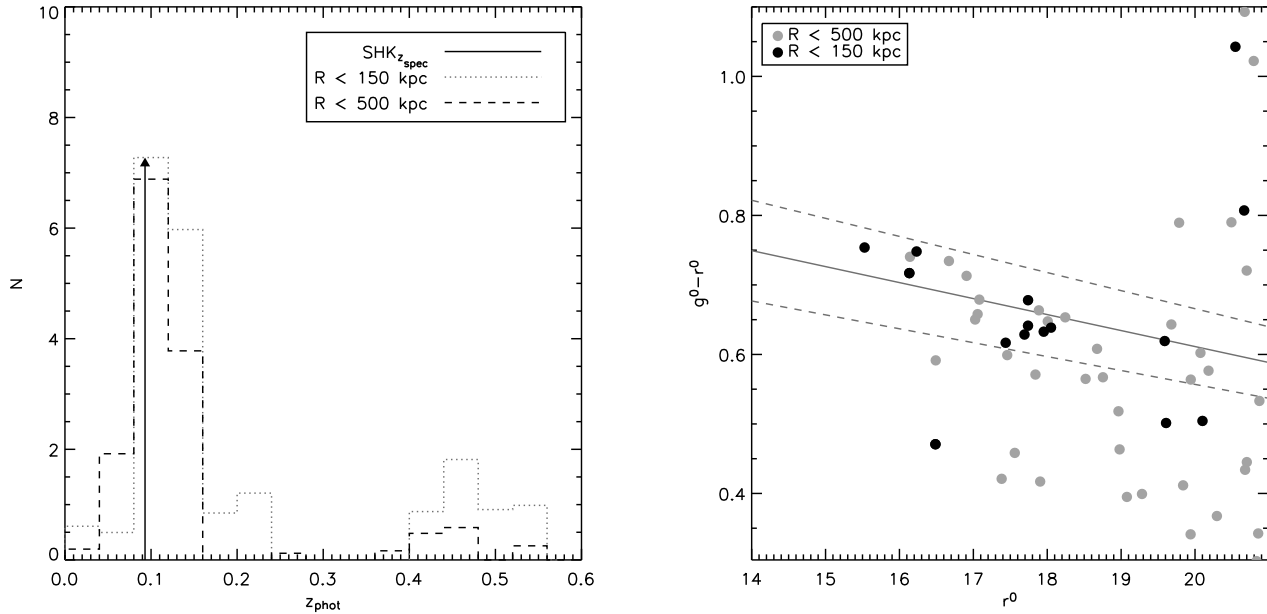 10
8
6
4
2
0
N
0.0 0.1 0.2 0.3 0.4 0.5 0.6
z_phot
SHK_z_spec
R < 150 kpc
R < 500 kpc
1.0
0.8
0.6
0.4
g⁰−r⁰
14 15 16 17 18 19 20
r⁰
R < 500 kpc
R < 150 kpc